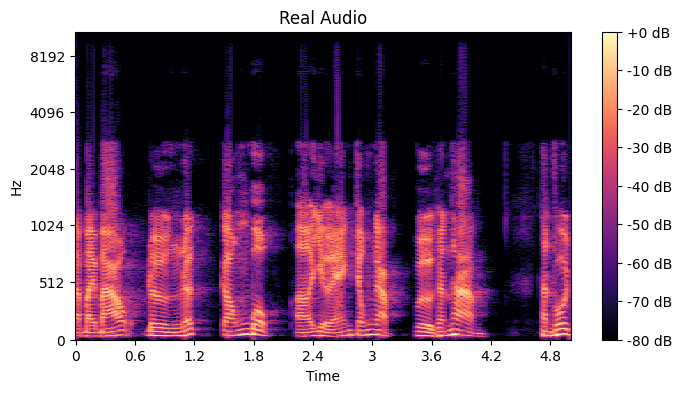 Real Audio
8192
4096
2048
1024
512
0
Hz
0
0.6
1.2
1.8
2.4
3
3.6
4.2
4.8
Time
+0 dB
-10 dB
-20 dB
-30 dB
-40 dB
-50 dB
-60 dB
-70 dB
-80 dB